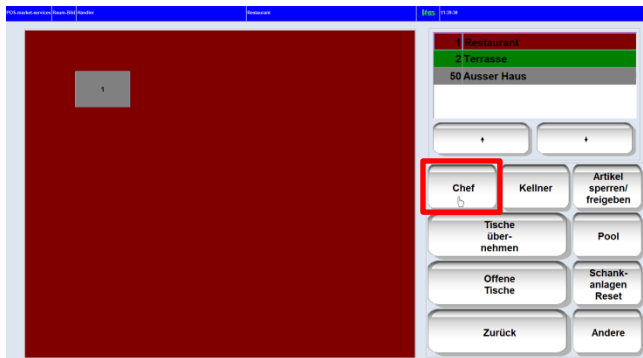 POS-market-services Raum-Bild Händler Restaurant 11:39:38
1 Restaurant
2 Terrasse
50 Ausser Haus
1
Chef
Kellner
Artikel
sperren/
freigeben
Tische
über-
nehmen
Pool
Offene
Tische
Schank-
anlagen
Reset
Zurück
Andere